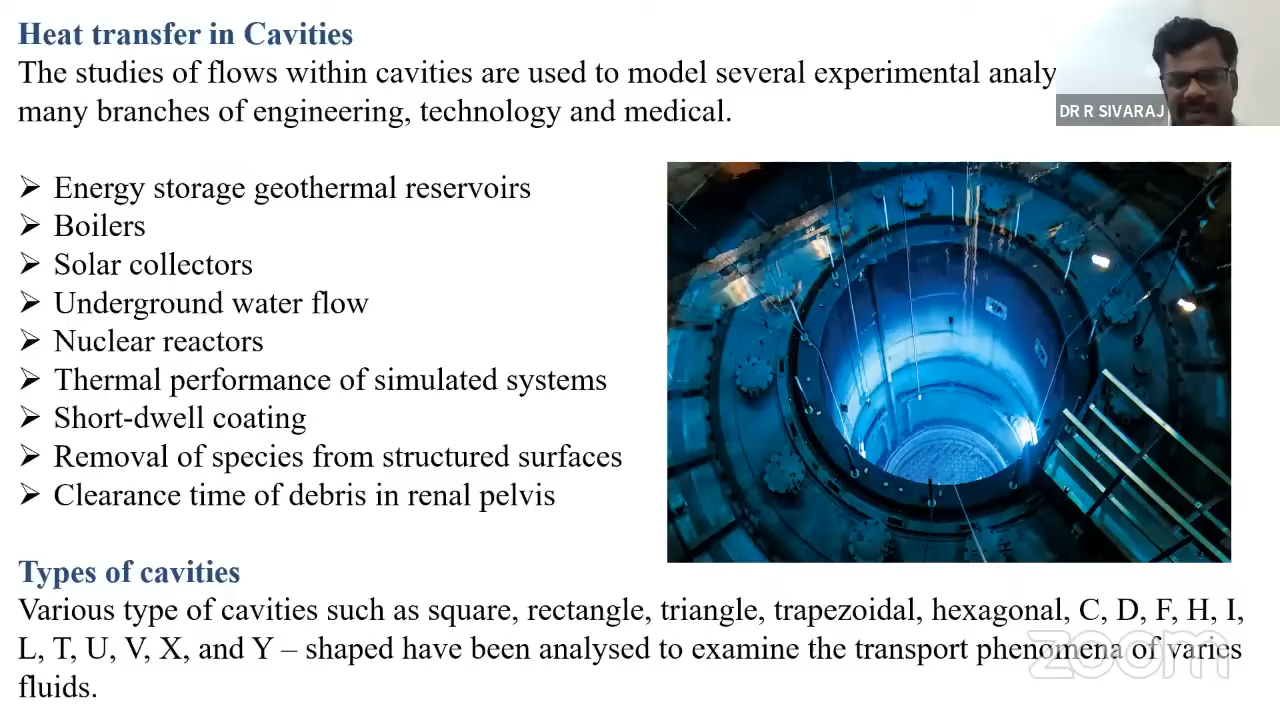 Heat transfer in Cavities
The studies of flows within cavities are used to model several experimental analy
many branches of engineering, technology and medical.
DR R SIVARAJ
➢ Energy storage geothermal reservoirs
➢ Boilers
➢ Solar collectors
➢ Underground water flow
➢ Nuclear reactors
➢ Thermal performance of simulated systems
➢ Short-dwell coating
➢ Removal of species from structured surfaces
➢ Clearance time of debris in renal pelvis
Types of cavities
Various type of cavities such as square, rectangle, triangle, trapezoidal, hexagonal, C, D, F, H, I,
L, T, U, V, X, and Y – shaped have been analysed to examine the transport phenomena of varies
fluids.
zoom